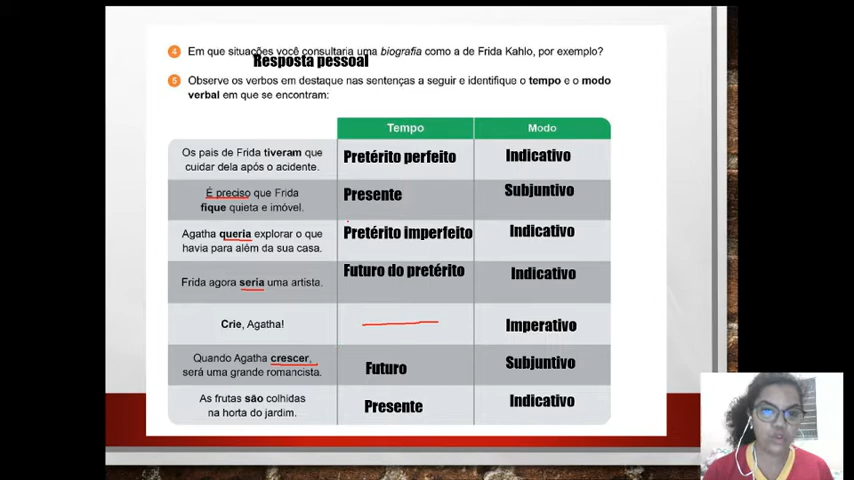 4 Em que situações você consultaria uma biografia como a de Frida Kahlo, por exemplo?
Resposta pessoal
5 Observe os verbos em destaque nas sentenças a seguir e identifique o tempo e o modo
verbal em que se encontram:
Tempo Modo
Os pais de Frida tiveram que
cuidar dela após o acidente.
Pretérito perfeito Indicativo
É preciso que Frida
fique quieta e imóvel.
Presente Subjuntivo
Agatha queria explorar o que
havia para além da sua casa.
Pretérito imperfeito Indicativo
Frida agora seria uma artista.
Futuro do pretérito Indicativo
Crie, Agatha!
Imperativo
Quando Agatha crescer,
será uma grande romancista.
Futuro Subjuntivo
As frutas são colhidas
na horta do jardim.
Presente Indicativo